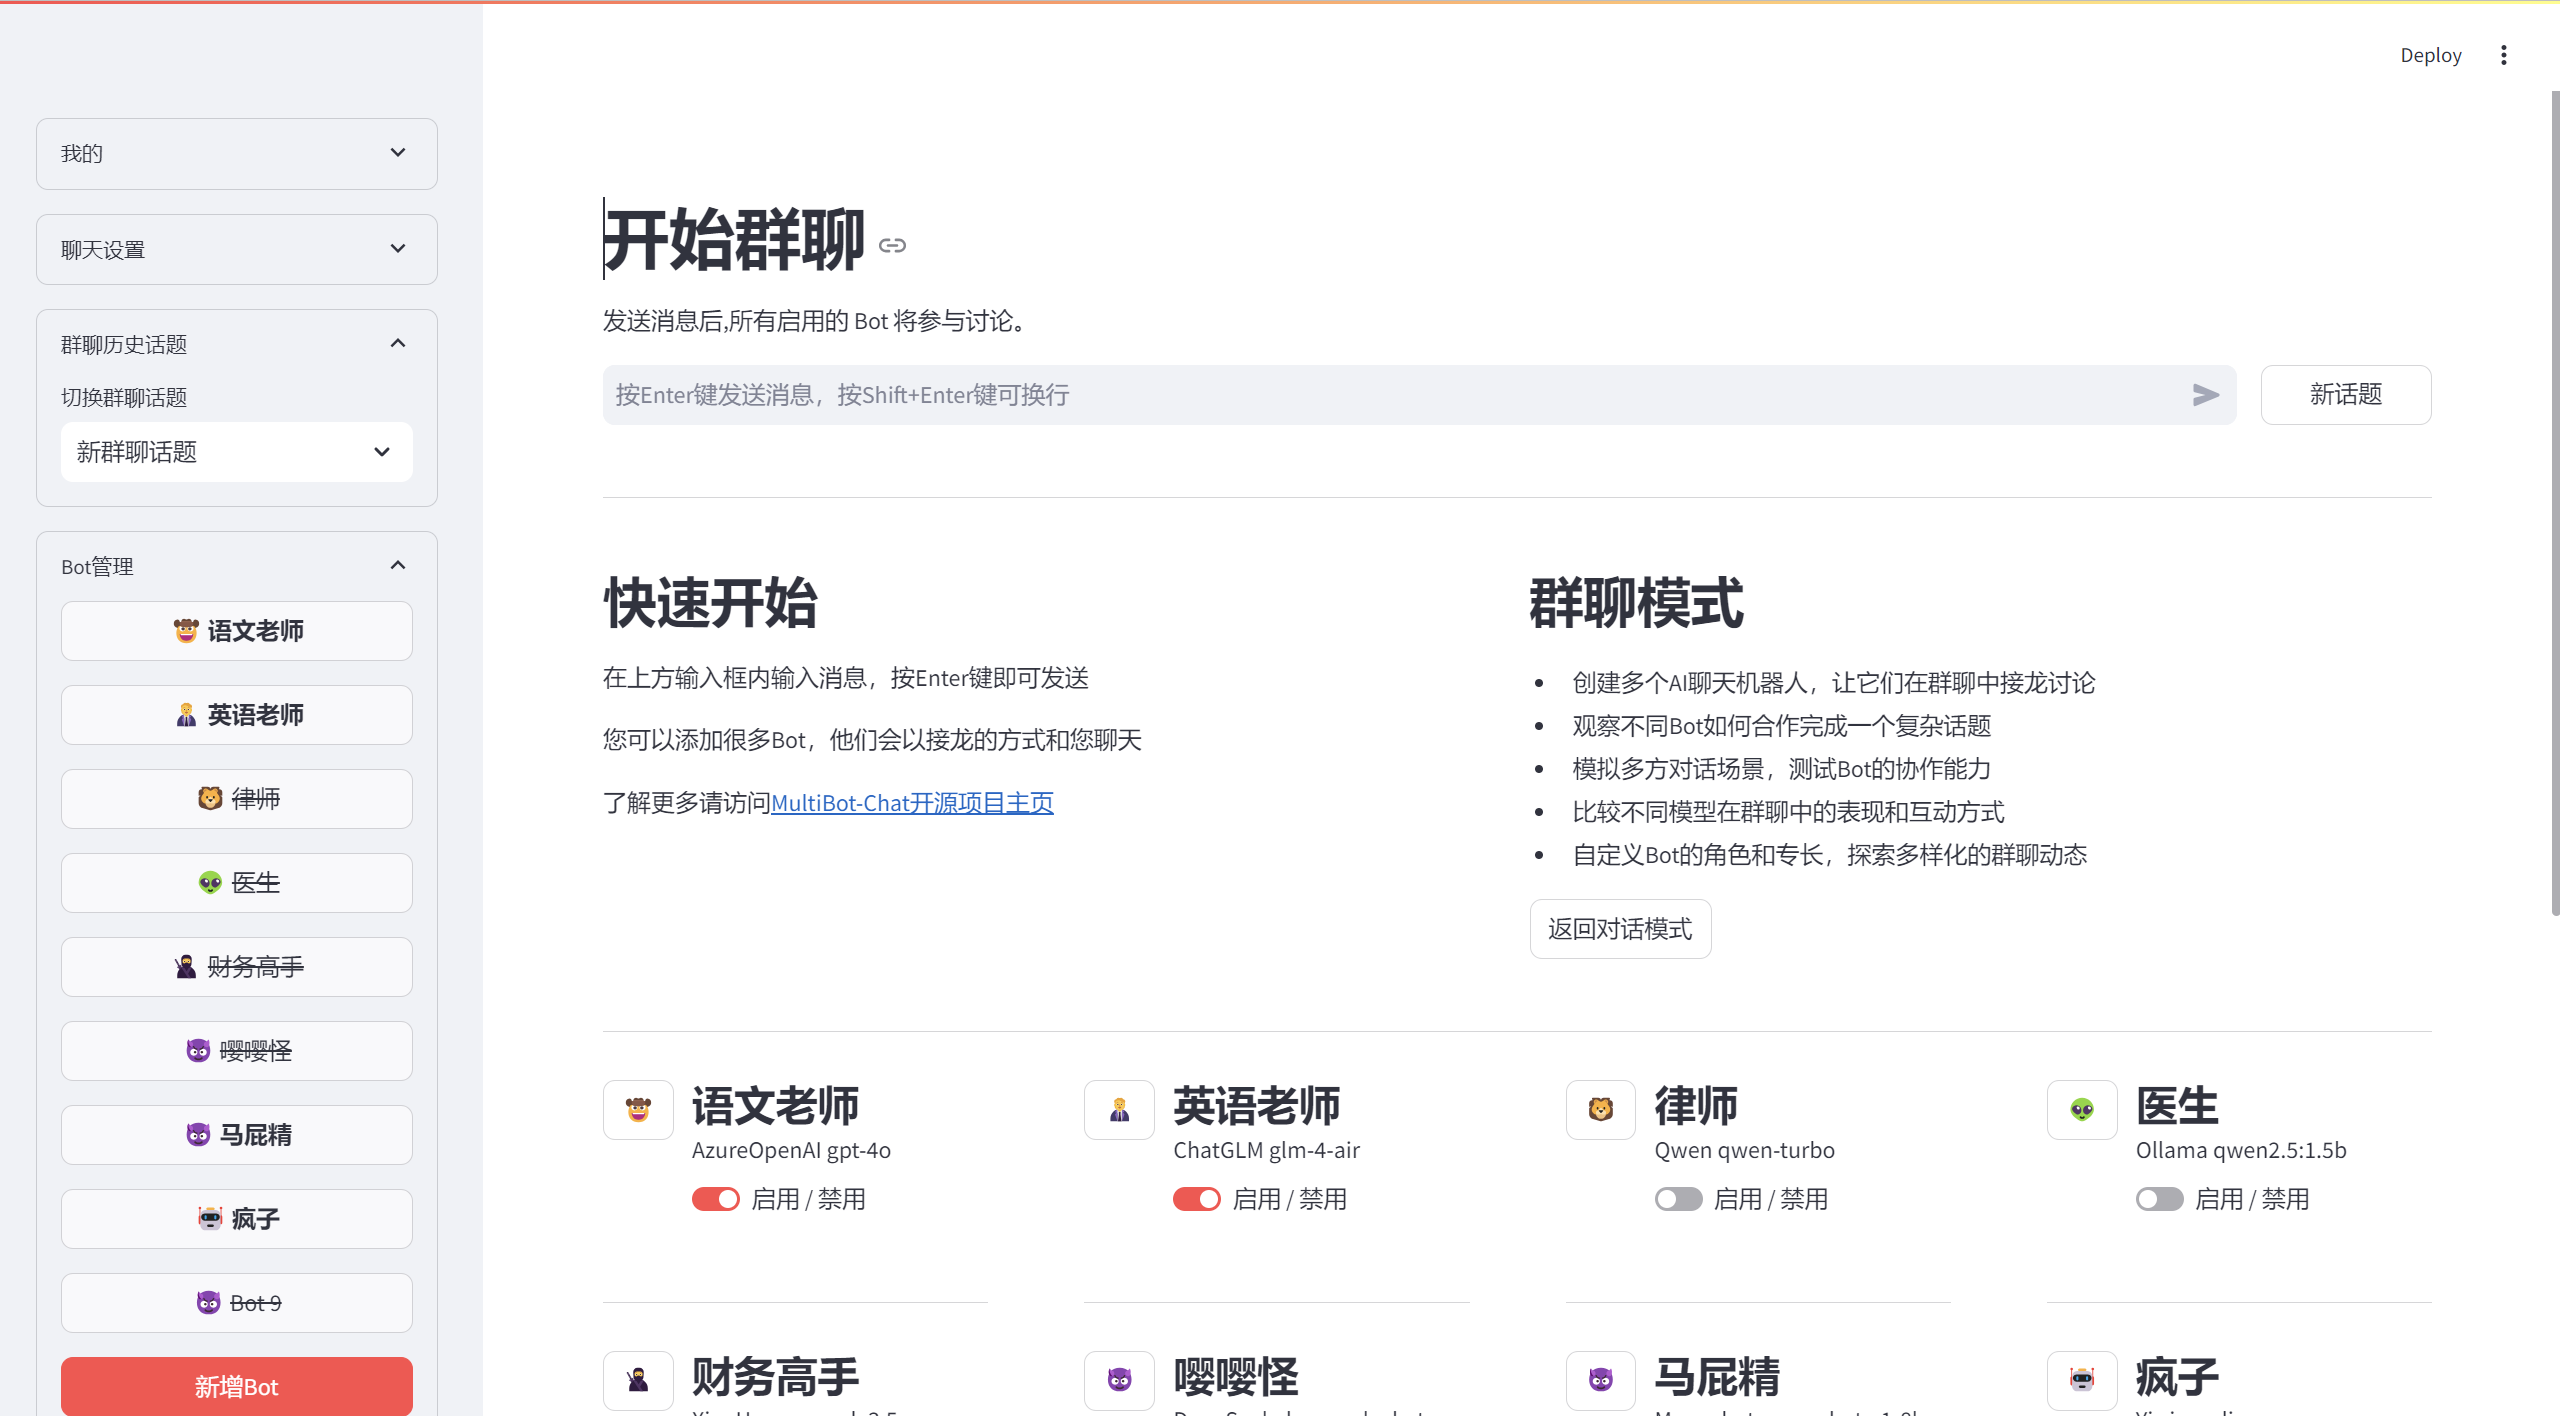 Deploy
我的
聊天设置
群聊历史话题
切换群聊话题
新群聊话题
Bot管理
语文老师
英语老师
律师
医生
财务高手
嘤嘤怪
马屁精
疯子
Bot 9
新增Bot
开始群聊
发送消息后,所有启用的 Bot 将参与讨论。
按Enter键发送消息，按Shift+Enter键可换行
新话题
快速开始
在上方输入框内输入消息，按Enter键即可发送
您可以添加很多Bot，他们会以接龙的方式和您聊天
了解更多请访问MultiBot-Chat开源项目主页
群聊模式
创建多个AI聊天机器人，让它们在群聊中接龙讨论
观察不同Bot如何合作完成一个复杂话题
模拟多方对话场景，测试Bot的协作能力
比较不同模型在群聊中的表现和互动方式
自定义Bot的角色和专长，探索多样化的群聊动态
返回对话模式
语文老师
AzureOpenAI gpt-4o
启用 / 禁用
英语老师
ChatGLM glm-4-air
启用 / 禁用
律师
Qwen qwen-turbo
启用 / 禁用
医生
Ollama qwen2.5:1.5b
启用 / 禁用
财务高手
嘤嘤怪
马屁精
疯子